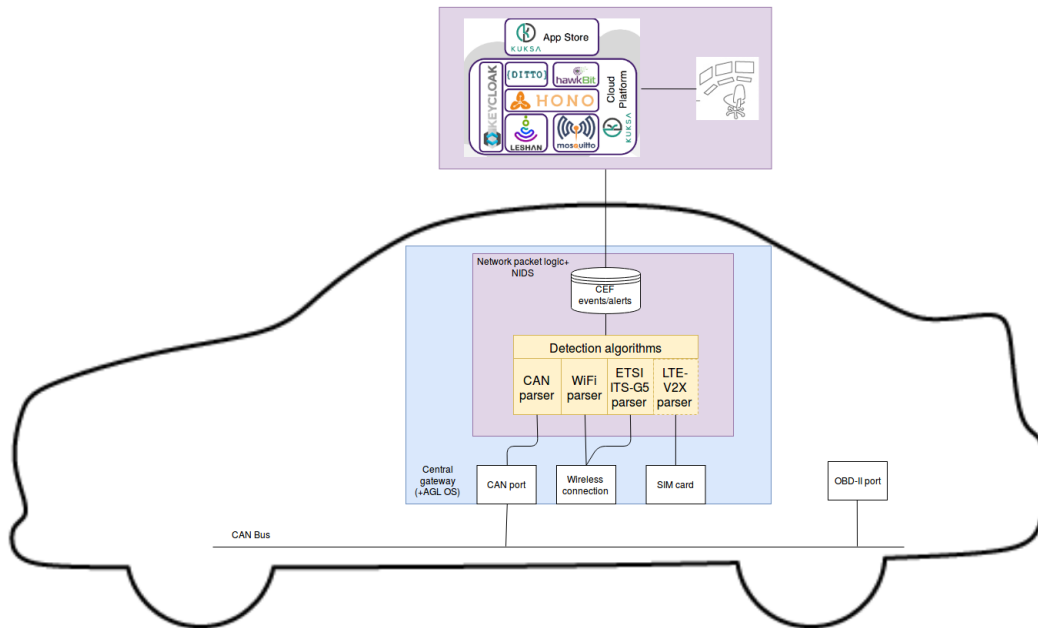 KUKSA
App Store
KEYCLOAK
{DITTO}
hawkBit
HONO
LESHAN
mosquitto
Cloud
Platform
KUKSA
Network packet logic+
NIDS
CEF
events/alerts
Detection algorithms
CAN
parser
WiFi
parser
ETSI
ITS-G5
parser
LTE-
V2X
parser
Central
gateway
(+AGL OS)
CAN port
Wireless
connection
SIM card
OBD-II port
CAN Bus